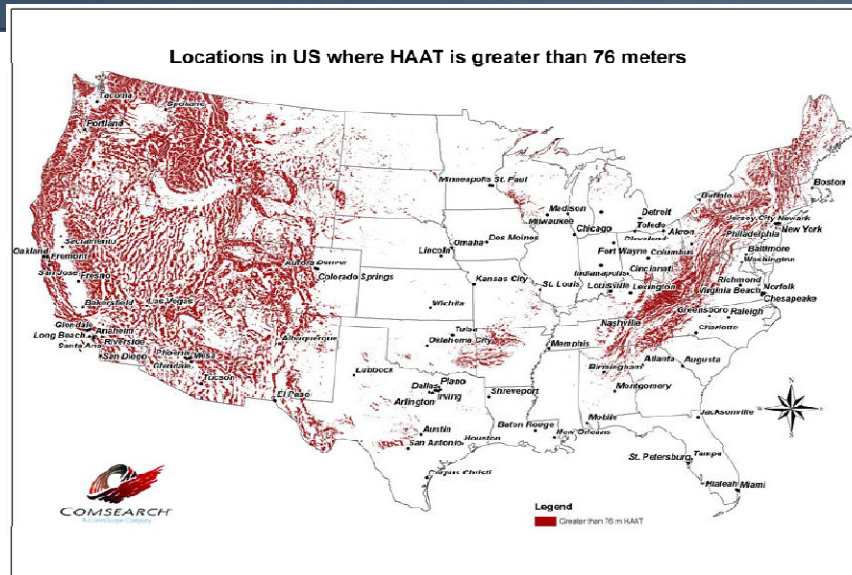 Locations in US where HAAT is greater than 76 meters
Tacoma
Spokane
Portland
Minneapolis St. Paul
Buffalo
Boston
Madison
Milwaukee
Detroit
Jersey City Newark
New York
Toledo
Akron
Philadelphia
Chicago
Cleveland
Sacramento
Omaha
Des Moines
Fort Wayne
Columbus
Baltimore
Washington
Oakland
Fremont
Lincoln
Indianapolis
Cincinnati
San Jose
Fresno
Aurora Denver
Colorado Springs
Kansas City
St. Louis
Louisville
Lexington
Richmond
Norfolk
Virginia Beach
Chesapeake
Bakersfield
Las Vegas
Wichita
Greensboro
Raleigh
Glendale
Anaheim
Long Beach
Riverside
Santa Ana
San Diego
Albuquerque
Tulsa
Oklahoma City
Nashville
Charlotte
Memphis
Phoenix
Mesa
Glendale
Atlanta
Augusta
Birmingham
Tucson
Lubbock
Plano
Dallas
Irving
Arlington
Shreveport
Montgomery
El Paso
Jacksonville
Austin
Houston
San Antonio
Baton Rouge
New Orleans
Mobile
Corpus Christi
St. Petersburg
Tampa
Hialeah
Miami
N
E
S
W
COMSEARCH
A CommScope Company
Legend
Greater than 76 m HAAT